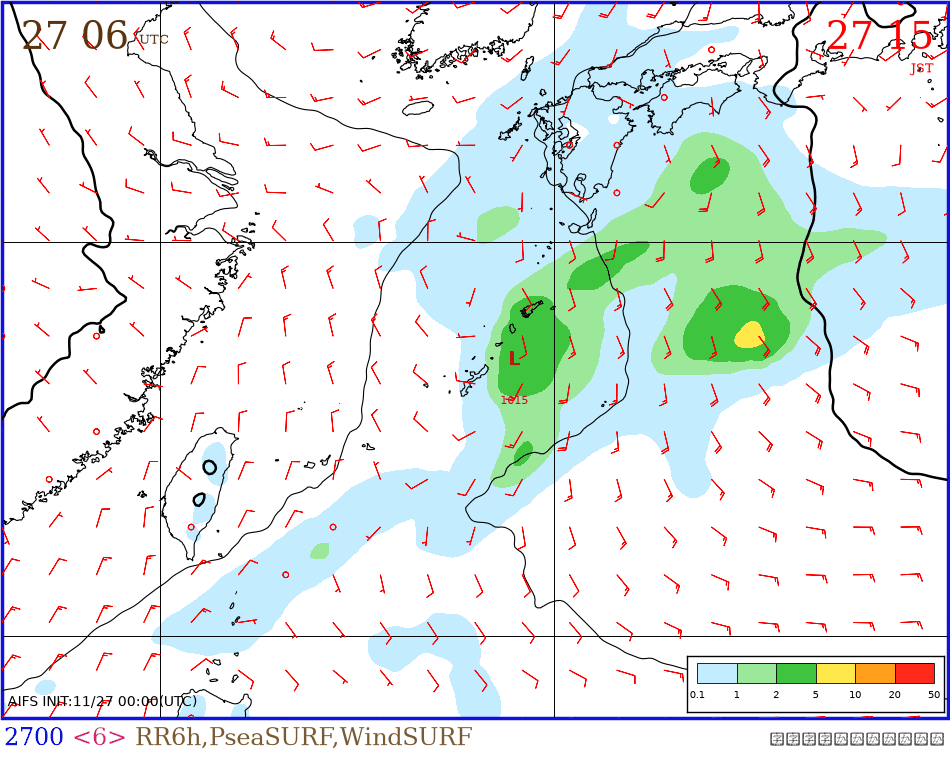 27 06 UTC
27 15
JST
L
1015
0.1 1 2 5 10 20 50
AIFS INIT:11/27 00:00(UTC)
2700 <6> RR6h,PseaSURF,WindSURF